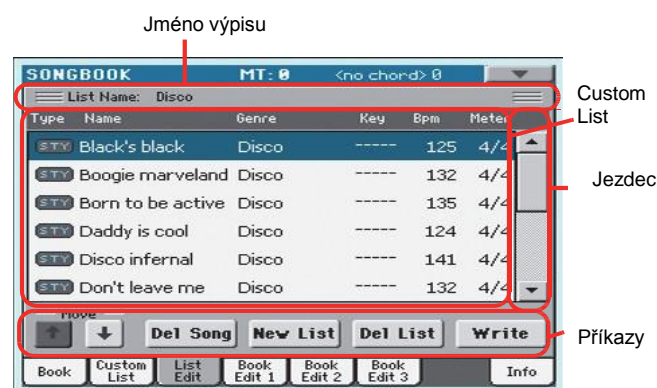 Jméno výpisu
SONGBOOK MT: 0 <no chord> 0
List Name: Disco
Custom List
Type Name Genre Key Bpm Meter
STY Black's black Disco ----- 125 4/4
STY Boogie marveland Disco ----- 132 4/4
Jezdec
STY Born to be active Disco ----- 135 4/4
STY Daddy is cool Disco ----- 124 4/4
STY Disco infernal Disco ----- 141 4/4
STY Don't leave me Disco ----- 132 4/4
Move
Del Song New List Del List Write
Příkazy
Book Custom List List Edit Book Edit 1 Book Edit 2 Book Edit 3 Info